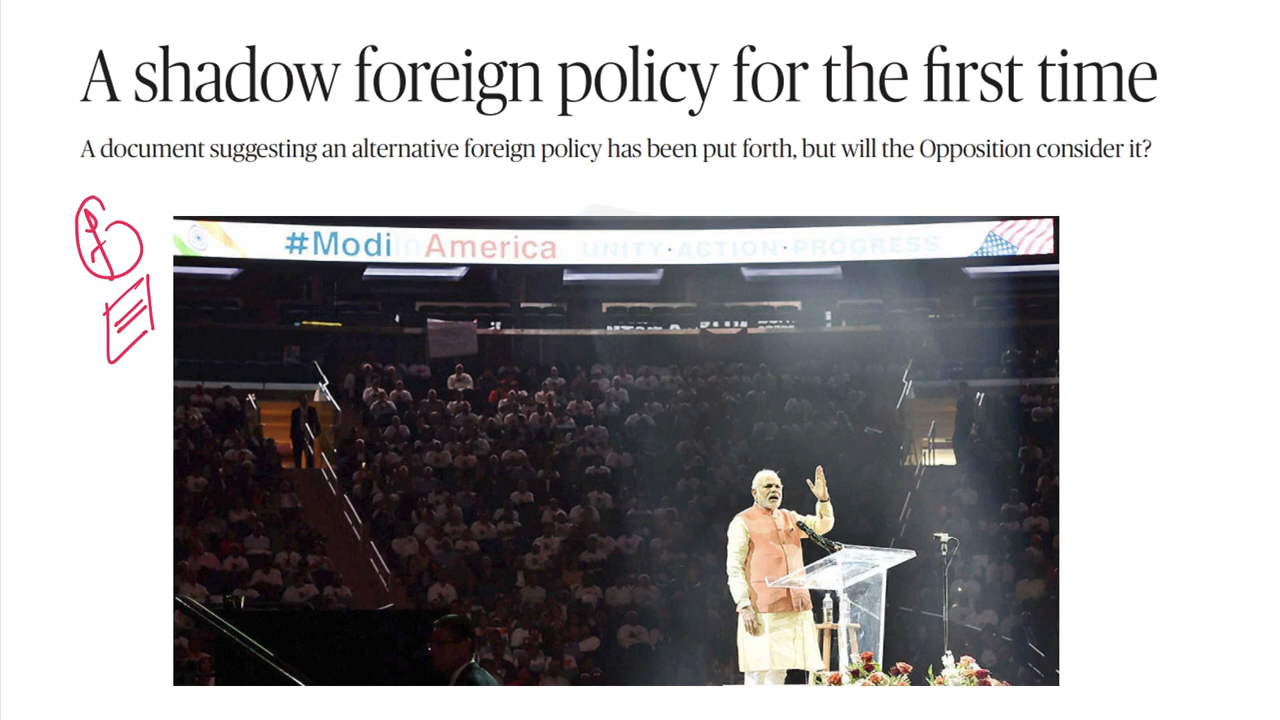 A shadow foreign policy for the first time
A document suggesting an alternative foreign policy has been put forth, but will the Opposition consider it?
#ModiInAmerica UNITY·ACTION·PROGRESS